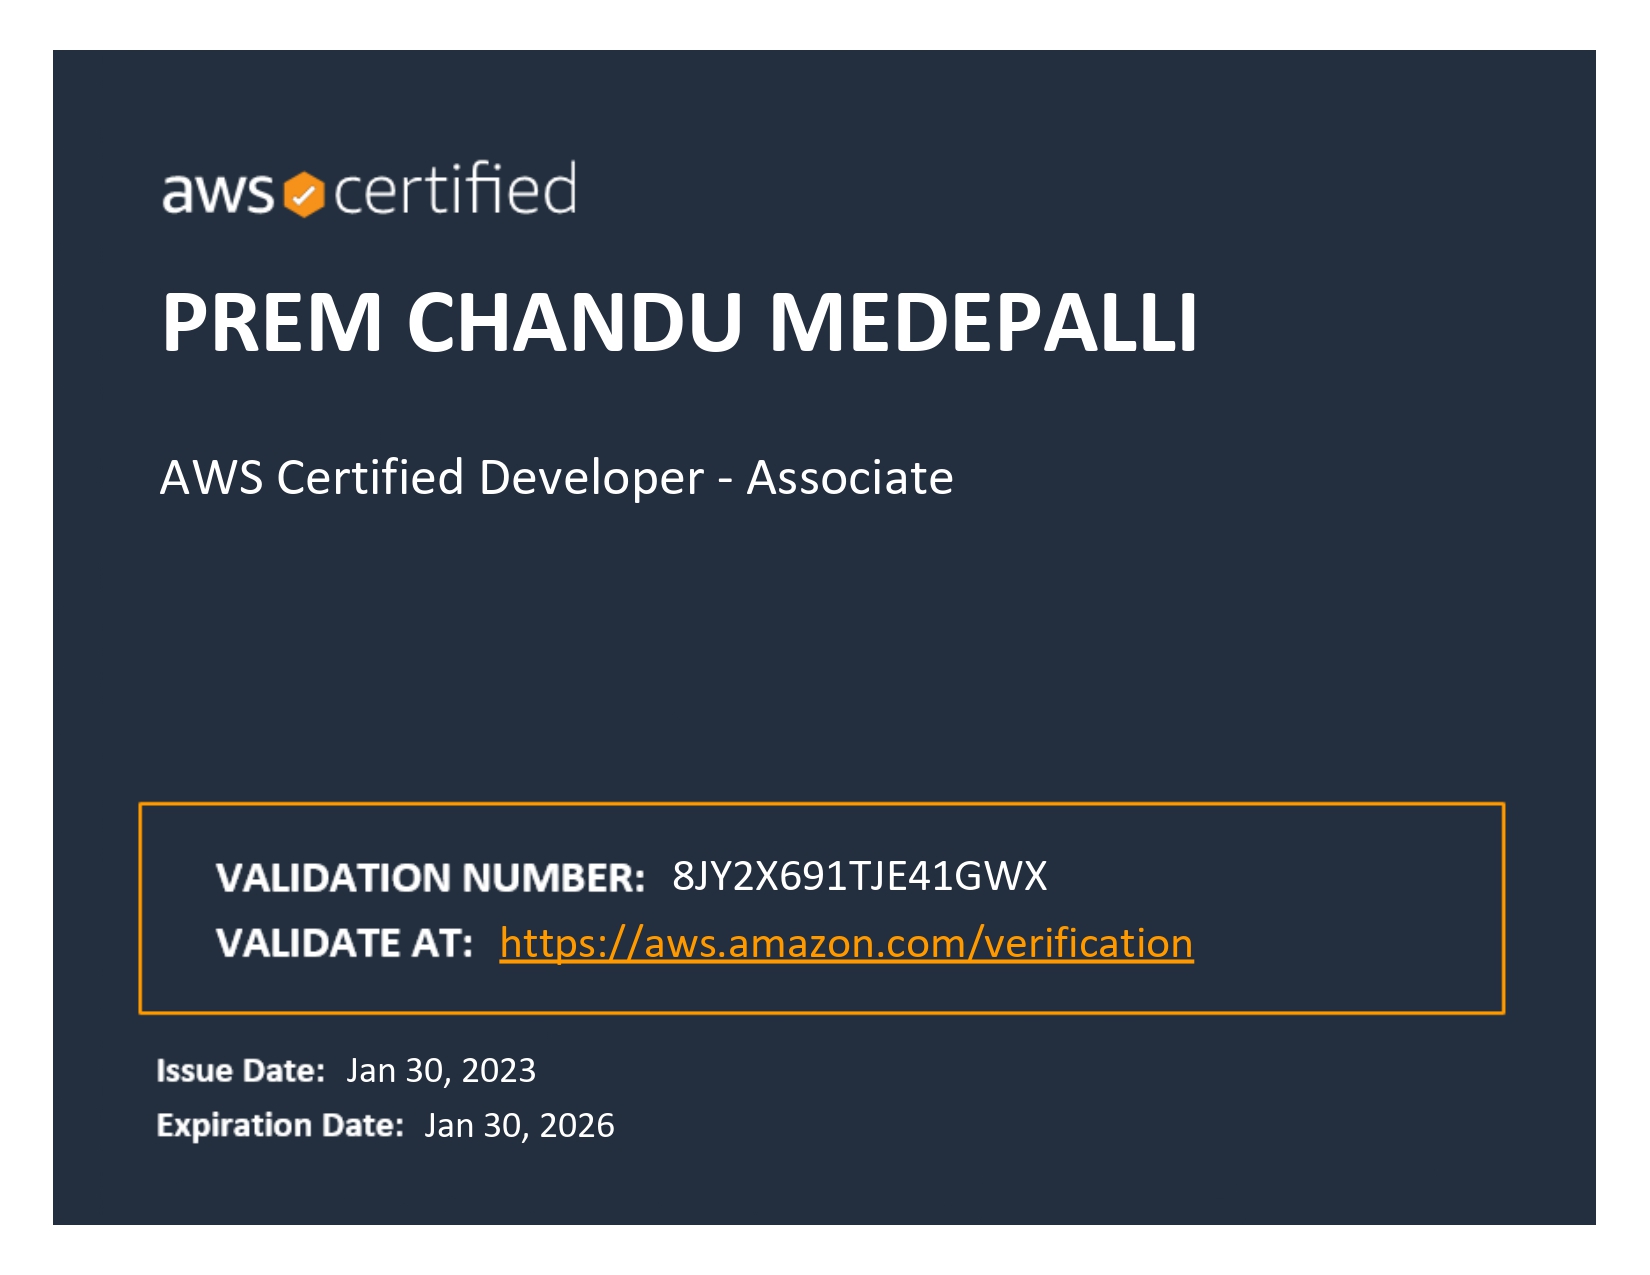 aws certified
PREM CHANDU MEDEPALLI
AWS Certified Developer - Associate
VALIDATION NUMBER: 8JY2X691TJE41GWX
VALIDATE AT: https://aws.amazon.com/verification
Issue Date: Jan 30, 2023
Expiration Date: Jan 30, 2026